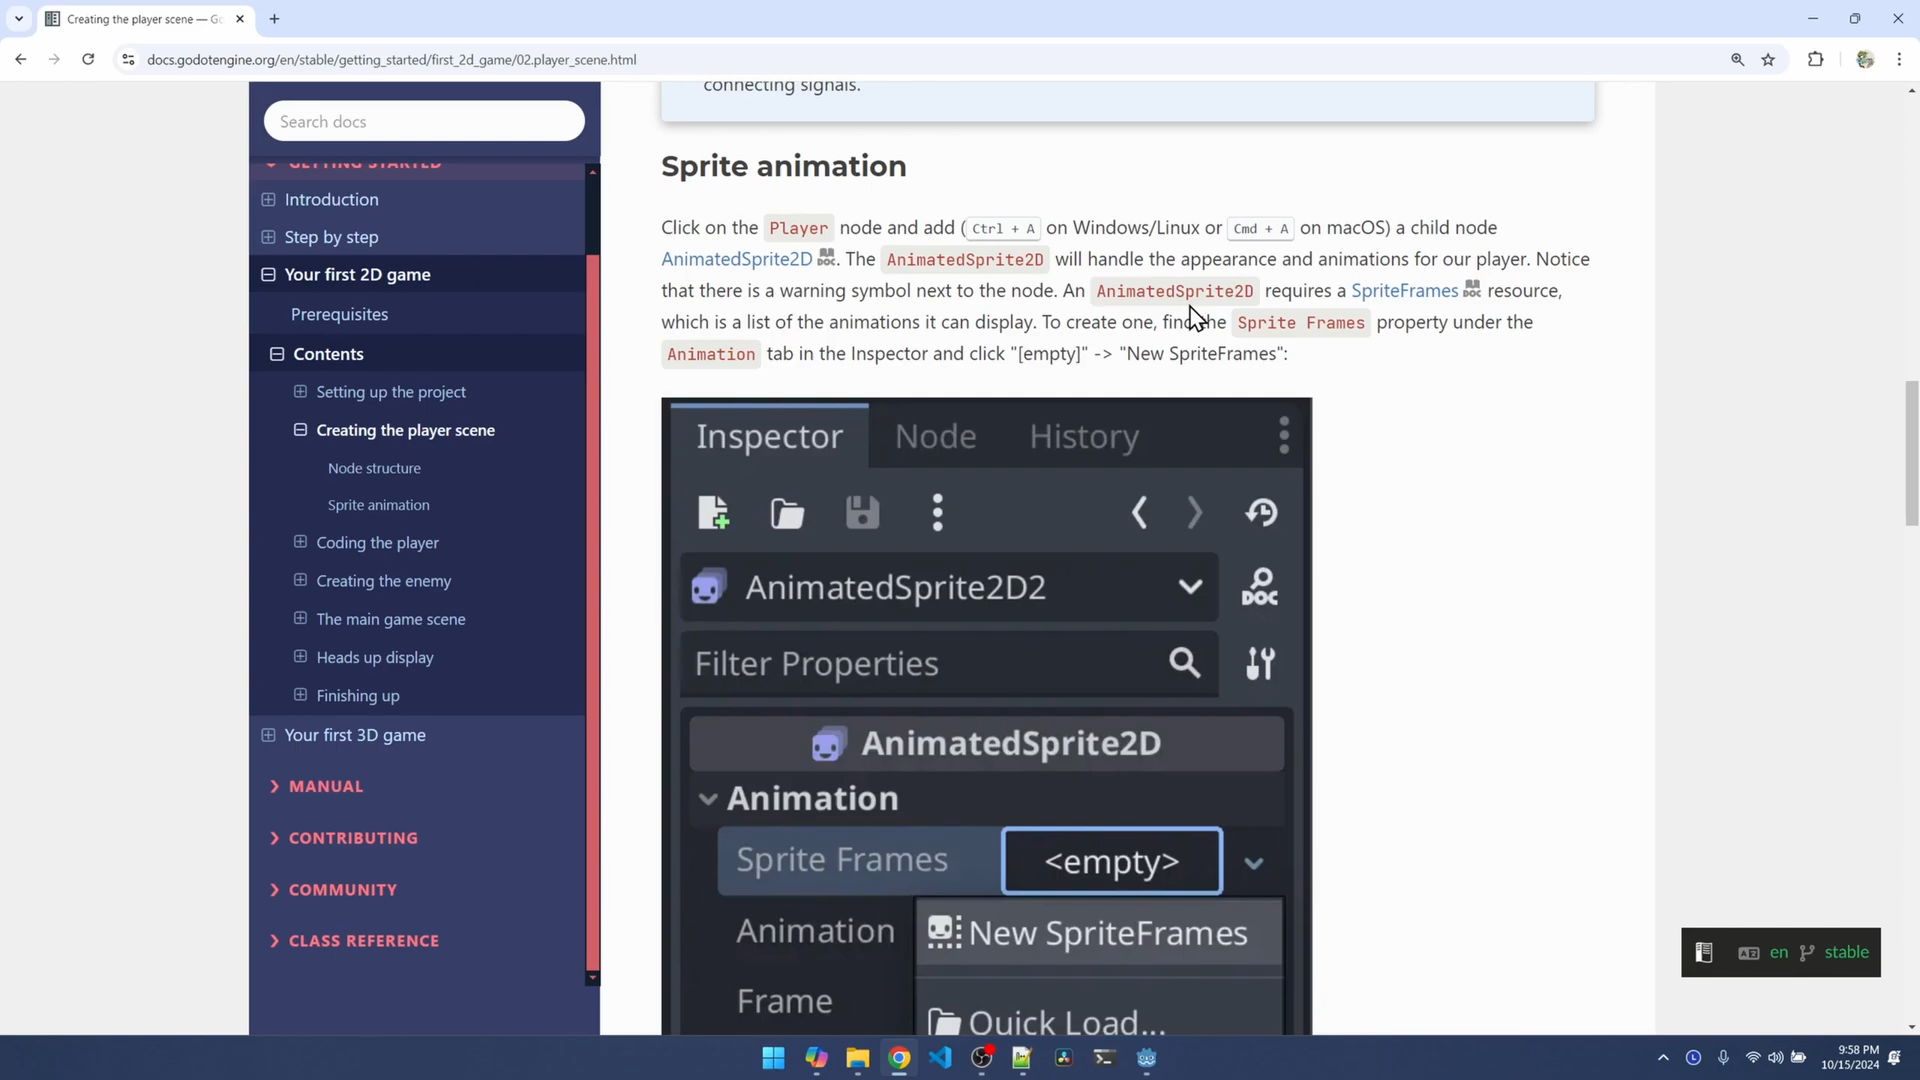 Creating the player scene — Go
docs.godotengine.org/en/stable/getting_started/first_2d_game/02.player_scene.html
Search docs
GETTING STARTED
Introduction
Step by step
Your first 2D game
Prerequisites
Contents
Setting up the project
Creating the player scene
Node structure
Sprite animation
Coding the player
Creating the enemy
The main game scene
Heads up display
Finishing up
Your first 3D game
MANUAL
CONTRIBUTING
COMMUNITY
CLASS REFERENCE
connecting signals.
Sprite animation
Click on the Player node and add (Ctrl + A on Windows/Linux or Cmd + A on macOS) a child node
AnimatedSprite2D DOC. The AnimatedSprite2D will handle the appearance and animations for our player. Notice
that there is a warning symbol next to the node. An AnimatedSprite2D requires a SpriteFrames DOC resource,
which is a list of the animations it can display. To create one, find the Sprite Frames property under the
Animation tab in the Inspector and click "[empty]" -> "New SpriteFrames":
Inspector Node History
AnimatedSprite2D2 DOC
Filter Properties
AnimatedSprite2D
Animation
Sprite Frames <empty>
Animation New SpriteFrames
Frame Quick Load...
en stable
9:58 PM
10/15/2024